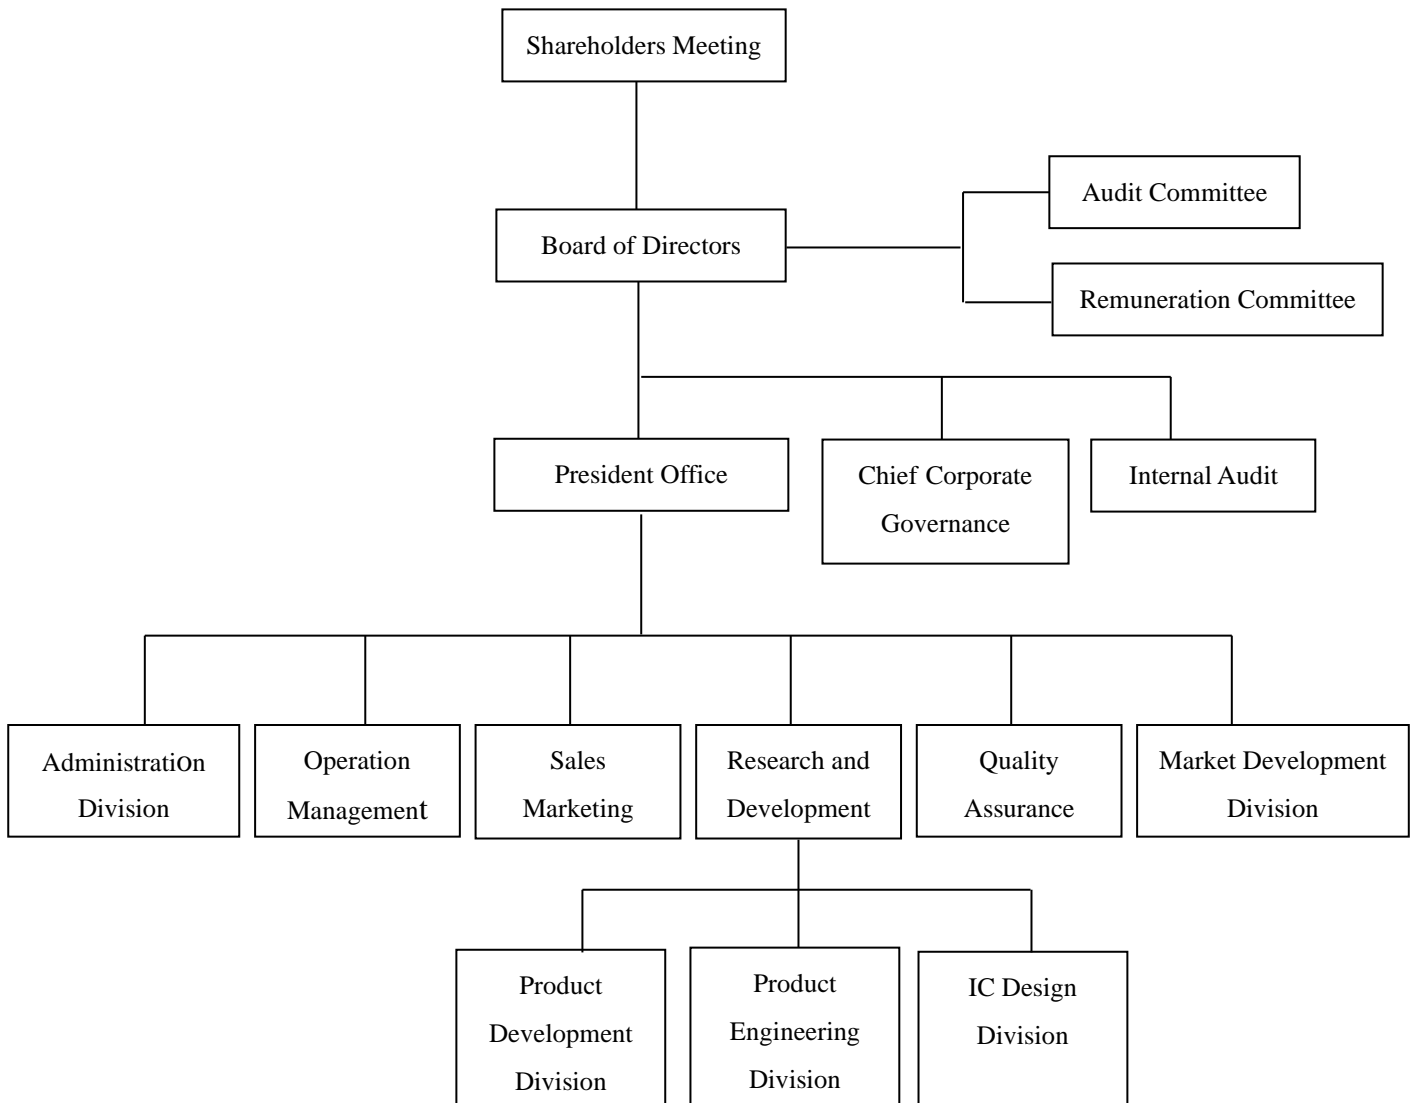 Shareholders Meeting
Audit Committee
Board of Directors
Remuneration Committee
President Office
Chief Corporate
Governance
Internal Audit
Administration
Division
Operation
Management
Sales
Marketing
Research and
Development
Quality
Assurance
Market Development
Division
Product
Development
Division
Product
Engineering
Division
IC Design
Division